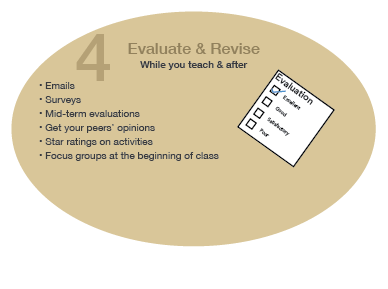 4
Evaluate & Revise
While you teach & after
• Emails
• Surveys
• Mid-term evaluations
• Get your peers' opinions
• Star ratings on activities
• Focus groups at the beginning of class
Evaluation
Excellent
Good
Satisfactory
Poor